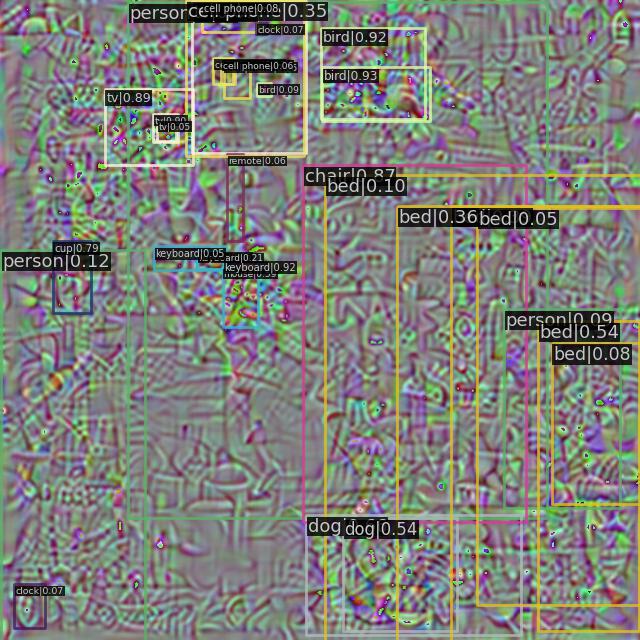 cell phone|0.08
cell phone|0.35
clock|0.07
bird|0.92
cell phone|0.06
bird|0.93
bird|0.09
tv|0.89
tv|0.05
remote|0.06
chair|0.87
bed|0.10
bed|0.36
bed|0.05
cup|0.79
keyboard|0.05
person|0.12
keyboard|0.92
person|0.09
bed|0.54
bed|0.08
dog|0.54
clock|0.07